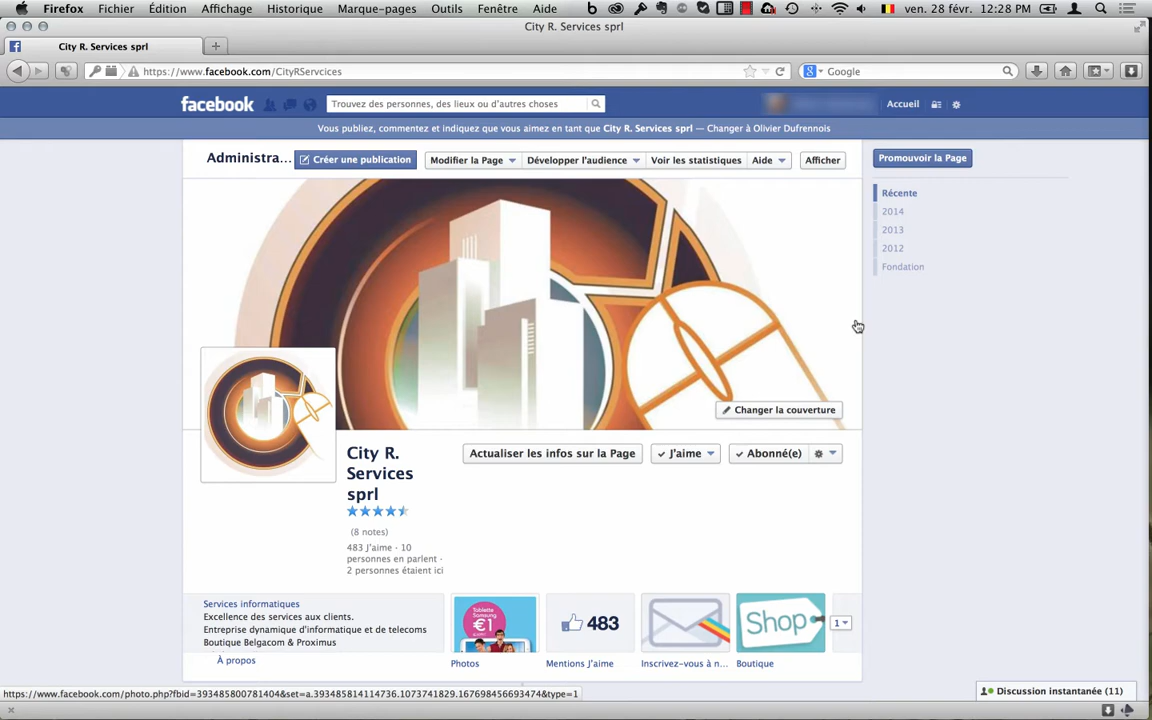 Firefox Fichier Édition Affichage Historique Marque-pages Outils Fenêtre Aide ven. 28 févr. 12:28 PM
City R. Services sprl
City R. Services sprl
https://www.facebook.com/CityRServcices Google
facebook Trouvez des personnes, des lieux ou d'autres choses Accueil
Vous publiez, commentez et indiquez que vous aimez en tant que City R. Services sprl — Changer à Olivier Dufrennois
Administra... Créer une publication Modifier la Page Développer l'audience Voir les statistiques Aide Afficher Promouvoir la Page
Récente
2014
2013
2012
Fondation
Changer la couverture
City R.
Services
sprl
Actualiser les infos sur la Page J'aime Abonné(e)
(8 notes)
483 J'aime · 10
personnes en parlent ·
2 personnes étaient ici
Services informatiques
Excellence des services aux clients.
Entreprise dynamique d'informatique et de telecoms
Boutique Belgacom & Proximus
À propos
Tablette
Samsung
€1
Photos
483
Mentions J'aime
Inscrivez-vous à n...
Shop
Boutique
1
https://www.facebook.com/photo.php?fbid=393485800781404&set=a.393485814114736.1073741829.167698456693474&type=1
Discussion instantanée (11)